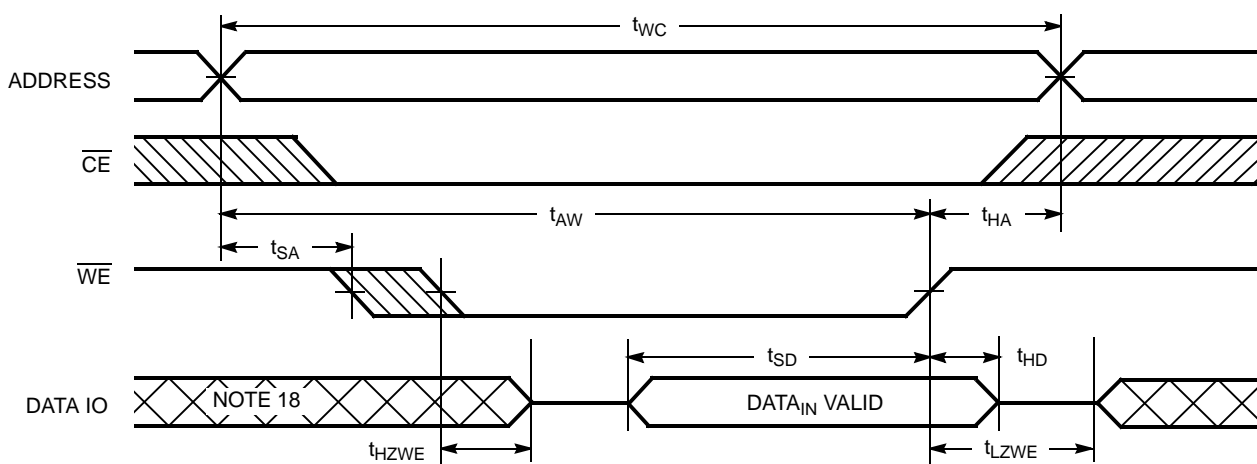 tWC
ADDRESS
CE
tAW
tHA
tSA
WE
tSD
tHD
DATA IO
NOTE 18
DATAIN VALID
tHZWE
tLZWE